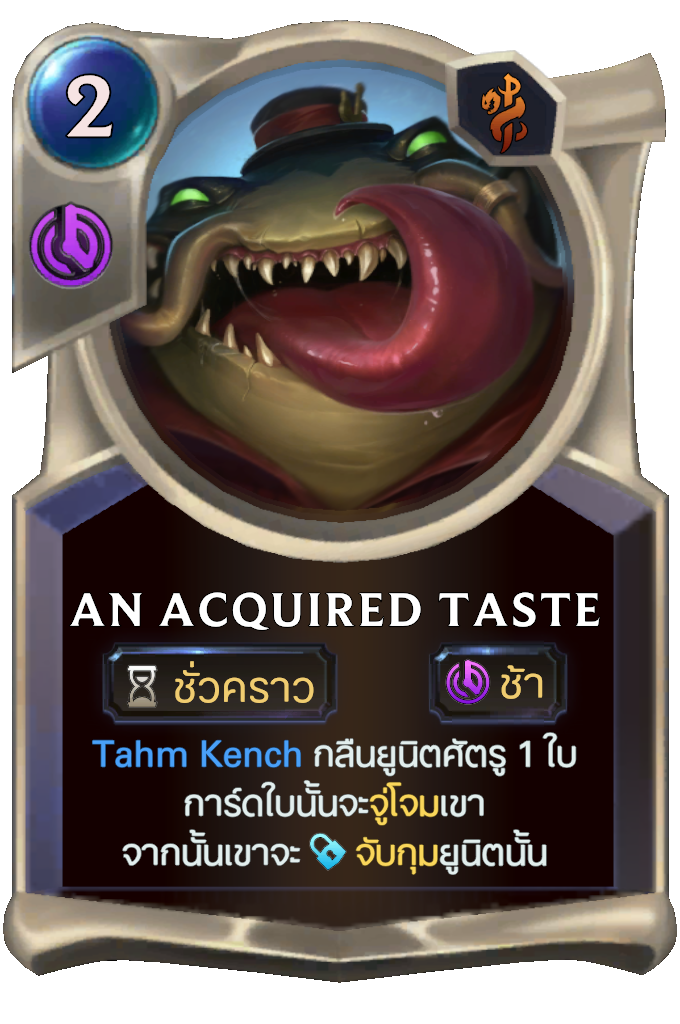 2
AN ACQUIRED TASTE
ชั่วคราว ช้า
Tahm Kench กลืนยูนิตศัตรู 1 ใบ
การ์ดใบนั้นจะจู่โจมเขา
จากนั้นเขาจะ จับกุมยูนิตนั้น